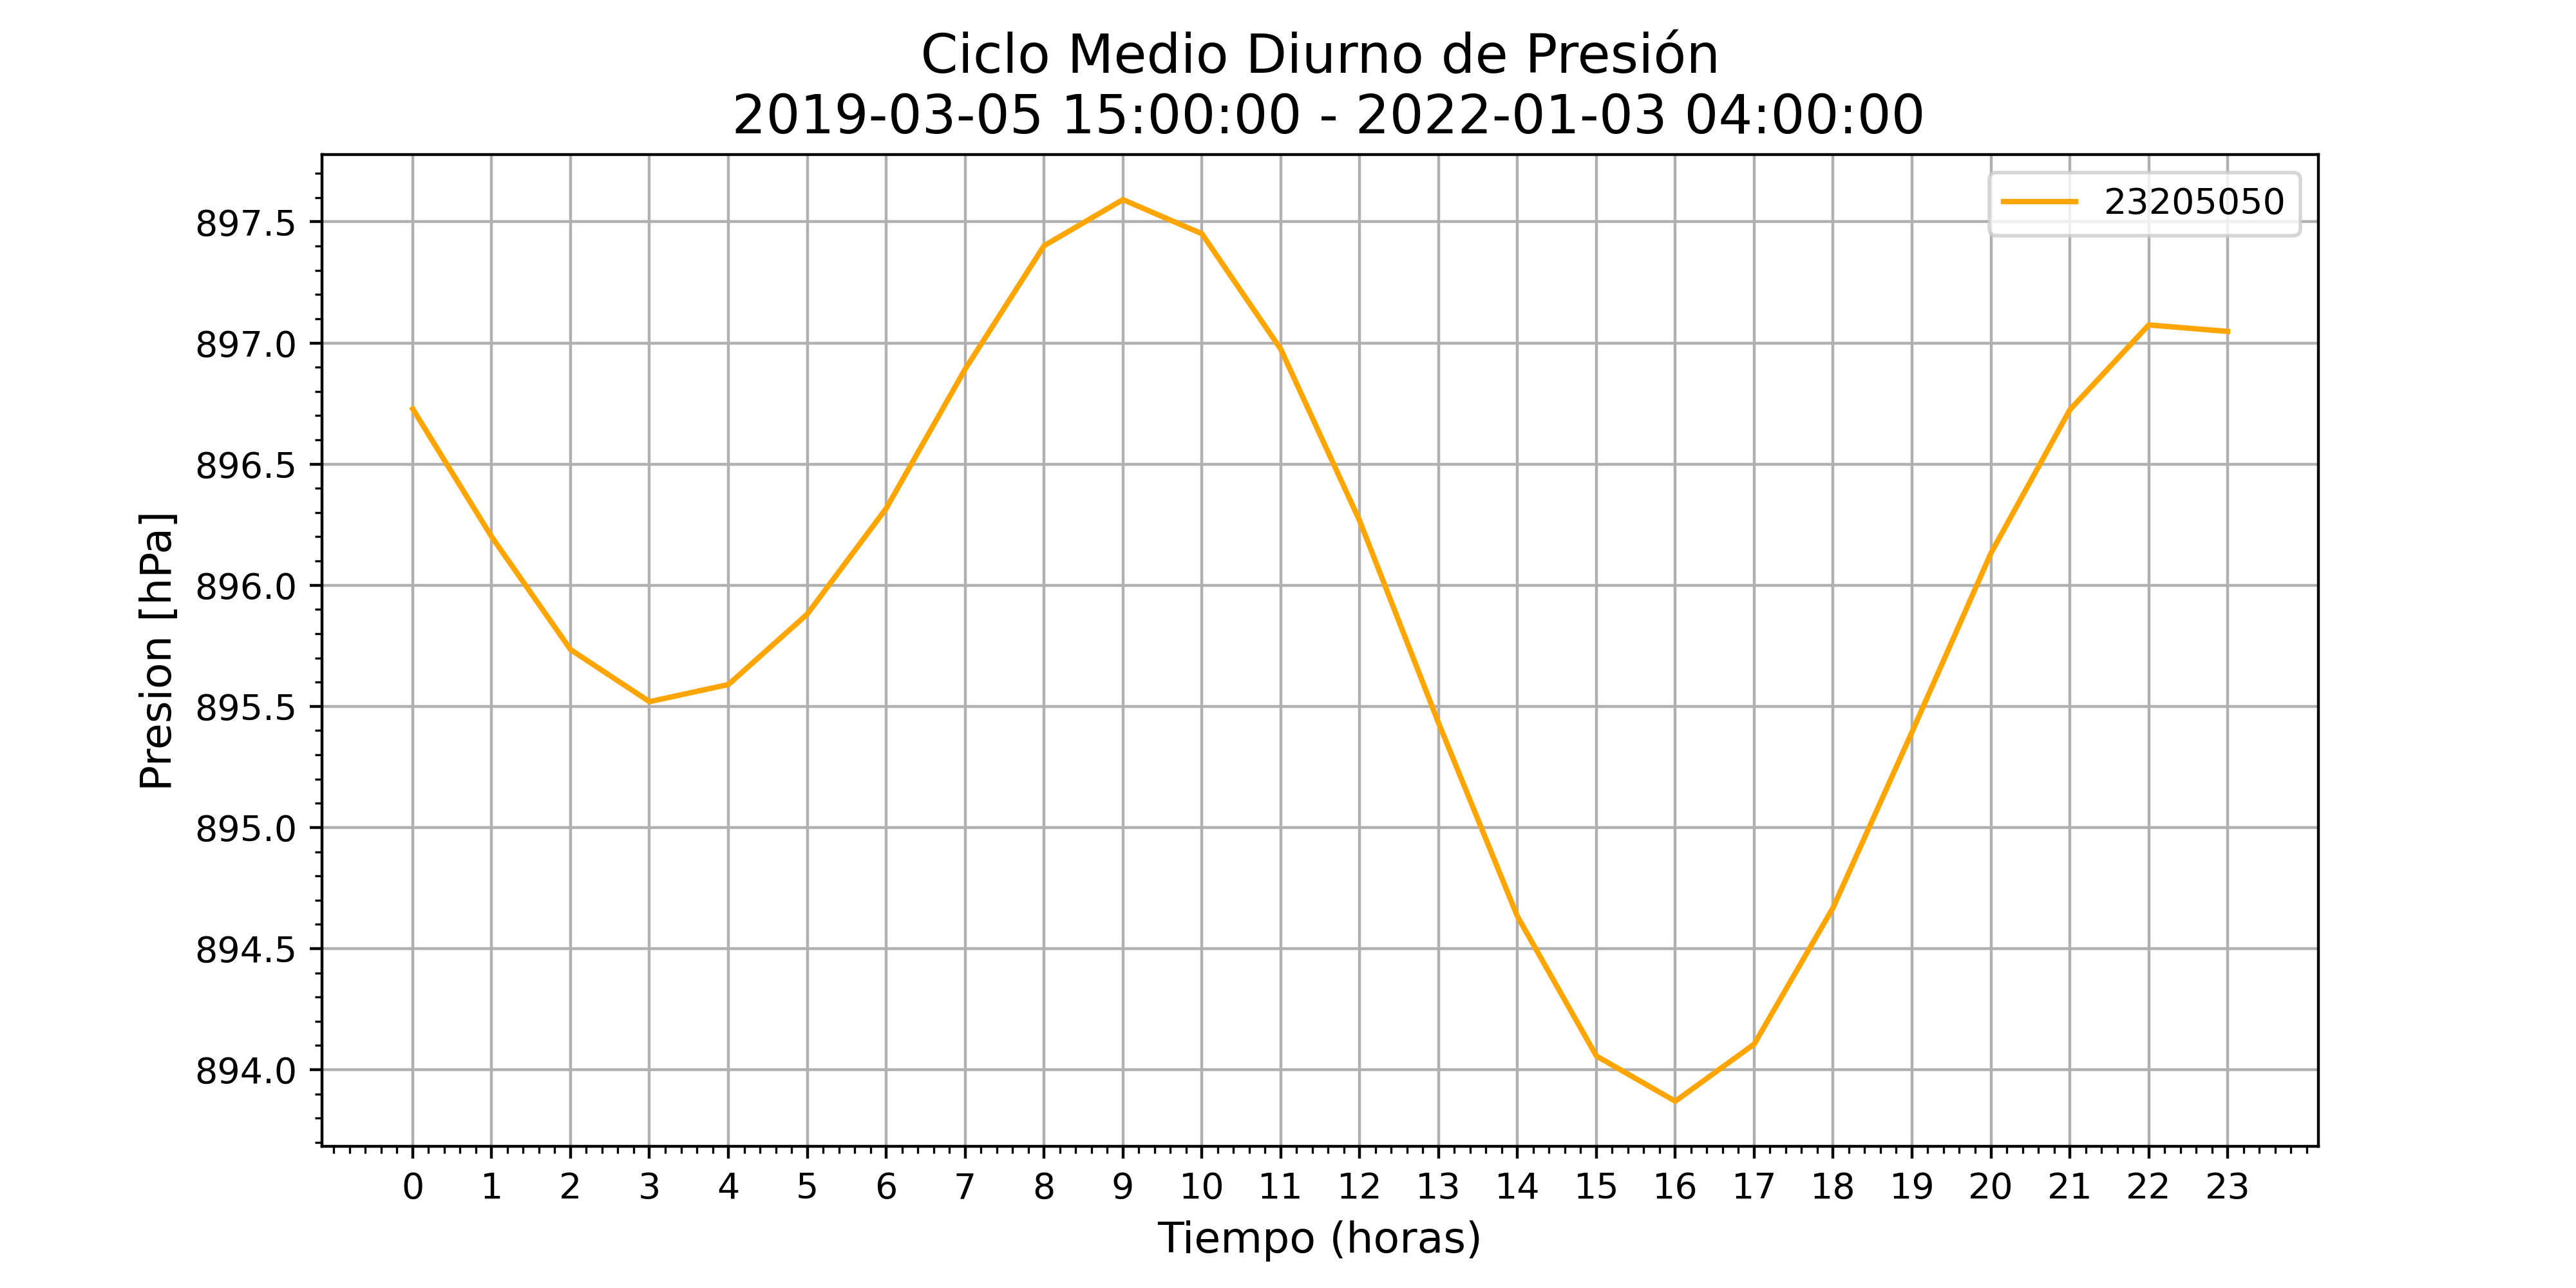 Ciclo Medio Diurno de Presión
2019-03-05 15:00:00 - 2022-01-03 04:00:00
23205050
897.5
897.0
896.5
896.0
895.5
895.0
894.5
894.0
Presion [hPa]
0 1 2 3 4 5 6 7 8 9 10 11 12 13 14 15 16 17 18 19 20 21 22 23
Tiempo (horas)